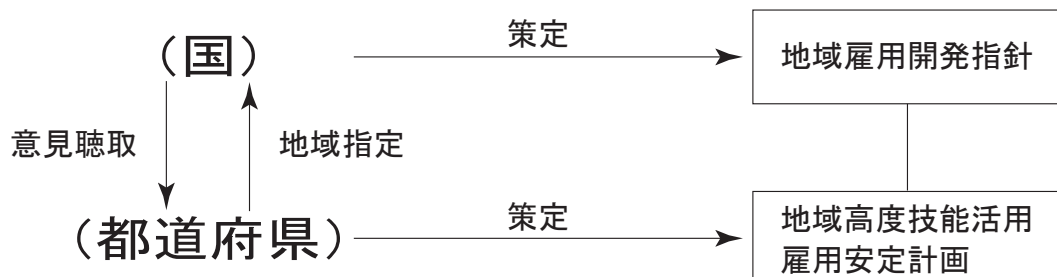 策定
(国)
地域雇用開発指針
意見聴取
地域指定
(都道府県)
策定
地域高度技能活用
雇用安定計画